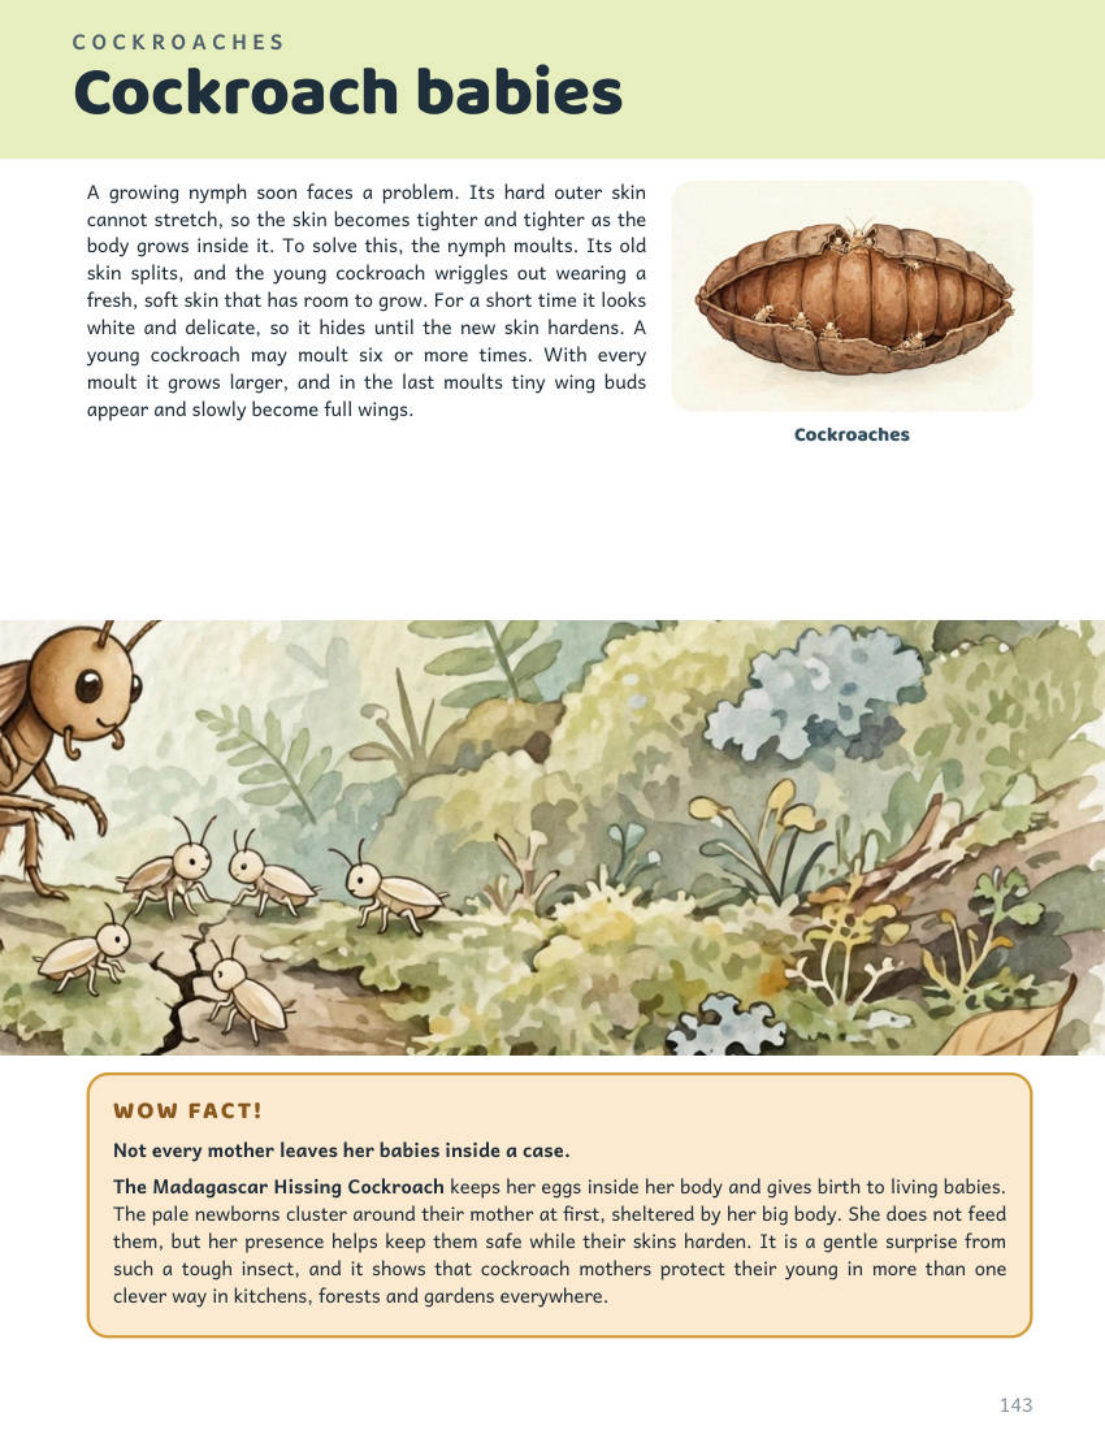 COCKROACHES
Cockroach babies
A growing nymph soon faces a problem. Its hard outer skin
cannot stretch, so the skin becomes tighter and tighter as the
body grows inside it. To solve this, the nymph moults. Its old
skin splits, and the young cockroach wriggles out wearing a
fresh, soft skin that has room to grow. For a short time it looks
white and delicate, so it hides until the new skin hardens. A
young cockroach may moult six or more times. With every
moult it grows larger, and in the last moults tiny wing buds
appear and slowly become full wings.
Cockroaches
WOW FACT!
Not every mother leaves her babies inside a case.
The Madagascar Hissing Cockroach keeps her eggs inside her body and gives birth to living babies.
The pale newborns cluster around their mother at first, sheltered by her big body. She does not feed
them, but her presence helps keep them safe while their skins harden. It is a gentle surprise from
such a tough insect, and it shows that cockroach mothers protect their young in more than one
clever way in kitchens, forests and gardens everywhere.
143